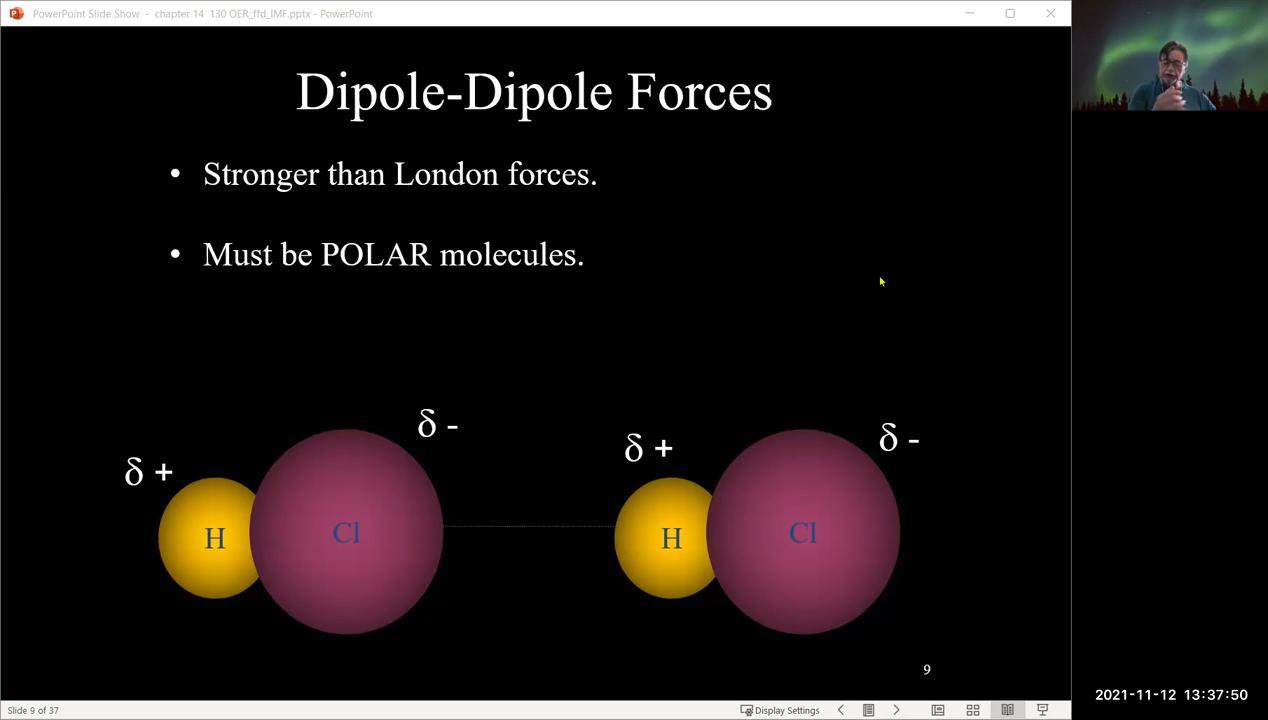 PowerPoint Slide Show - chapter 14 130 OER_ffd_IMF.pptx - PowerPoint
Dipole-Dipole Forces
• Stronger than London forces.
• Must be POLAR molecules.
δ +
δ -
δ +
δ -
H
Cl
H
Cl
9
2021-11-12 13:37:50
Slide 9 of 37
Display Settings